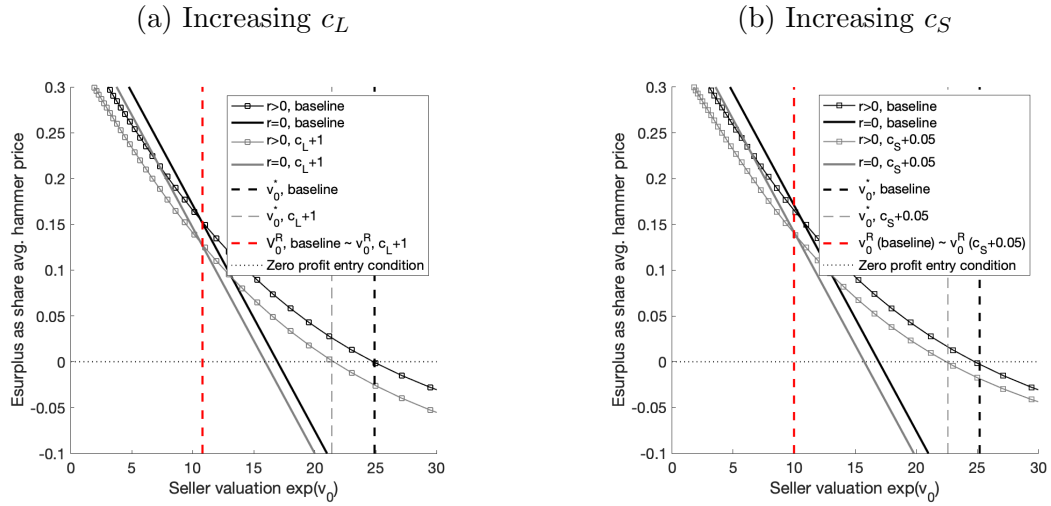 (a) Increasing c_L
Esurplus as share avg. hammer price
0.3
0.25
0.2
0.15
0.1
0.05
0
-0.05
-0.1
0 5 10 15 20 25 30
Seller valuation exp(v_0)
r>0, baseline
r=0, baseline
r>0, c_L+1
r=0, c_L+1
v_0^*, baseline
v_0^*, c_L+1
V_0^R, baseline ~ v_0^R, c_L+1
Zero profit entry condition
(b) Increasing c_S
Esurplus as share avg. hammer price
0.3
0.25
0.2
0.15
0.1
0.05
0
-0.05
-0.1
0 5 10 15 20 25 30
Seller valuation exp(v_0)
r>0, baseline
r=0, baseline
r>0, c_S+0.05
r=0, c_S+0.05
v_0^*, baseline
v_0^*, c_S+0.05
v_0^R (baseline) ~ v_0^R (c_S+0.05)
Zero profit entry condition